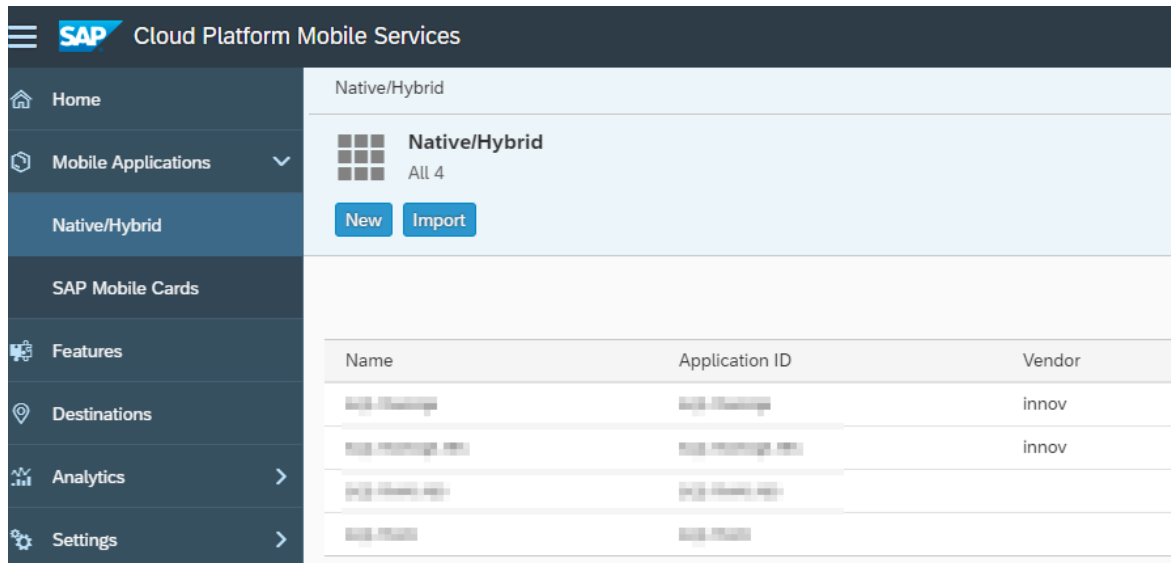 SAP Cloud Platform Mobile Services
Home
Mobile Applications
Native/Hybrid
SAP Mobile Cards
Features
Destinations
Analytics
Settings
Native/Hybrid
Native/Hybrid
All 4
New Import
Name Application ID Vendor
innov
innov